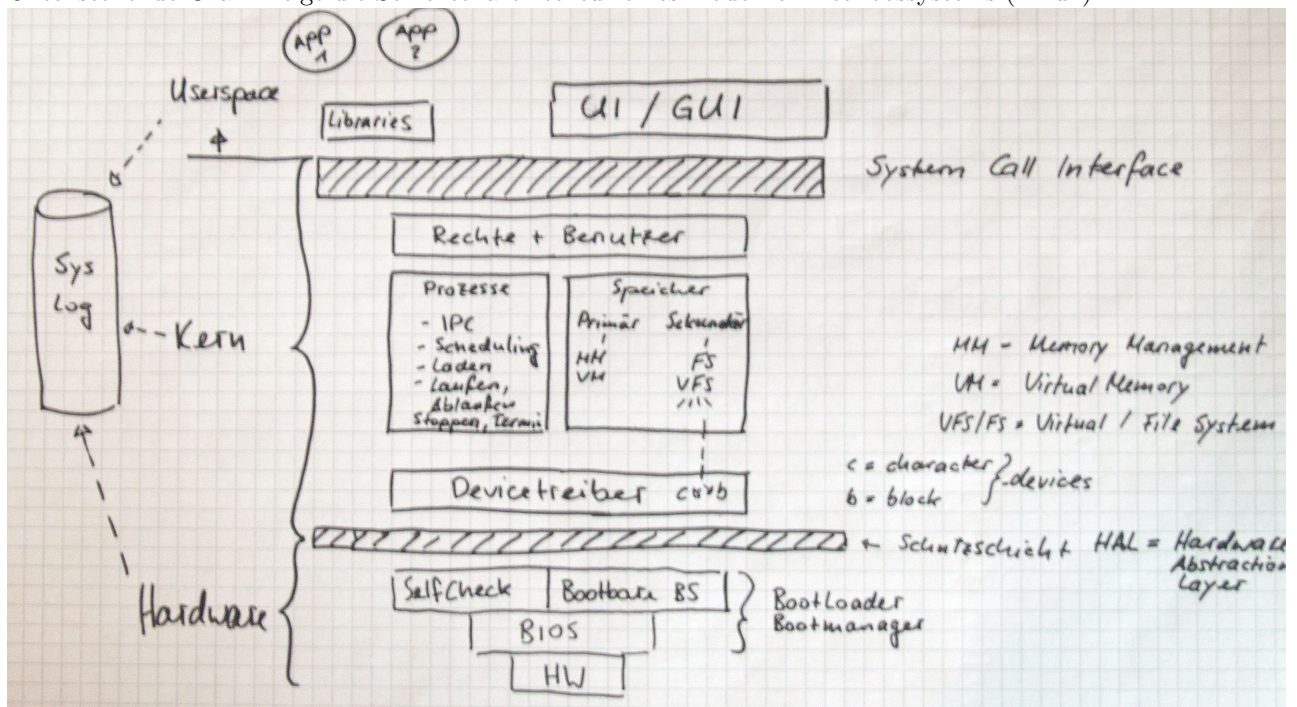 App
1
App
2
Userspace
Libraries
UI / GUI
System Call Interface
Rechte + Benutzer
Sys
Log
Kern
Prozesse
- IPC
- Scheduling
- Laden
- Laufen,
Ablaufen
Stoppen, Termin
Speicher
Primär Sekundär
MM FS
VM VFS
MM - Memory Management
VM = Virtual Memory
VFS/FS = Virtual / File System
c = character
b = block
devices
Devicetreiber c b
Schutzschicht HAL = Hardware
Abstraction
Layer
Hardware
SelfCheck Bootbare BS
BIOS
HW
Bootloader
Bootmanager